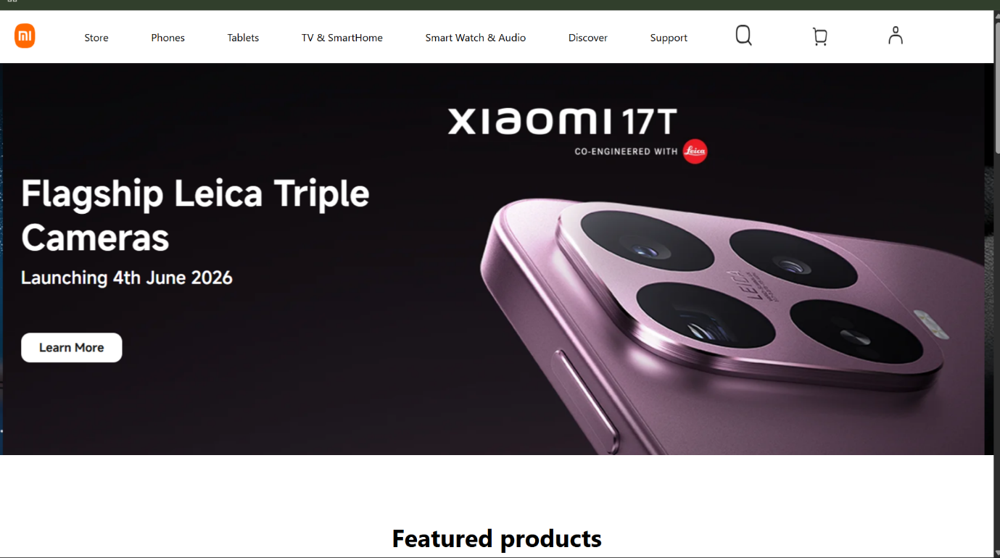 mi
Store
Phones
Tablets
TV & SmartHome
Smart Watch & Audio
Discover
Support
xiaomi 17T
CO-ENGINEERED WITH Leica
Flagship Leica Triple
Cameras
Launching 4th June 2026
Learn More
LEICA
Featured products